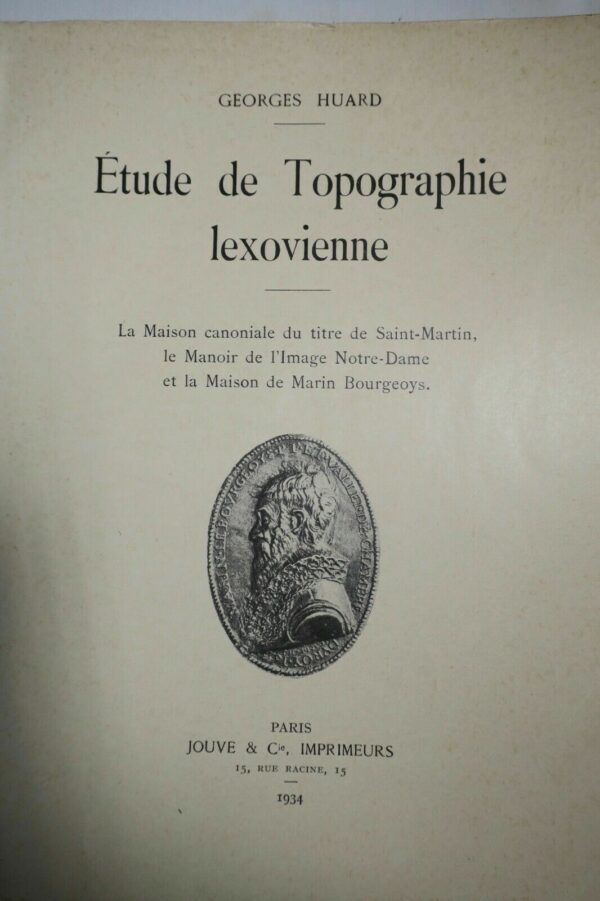 GEORGES HUARD
Étude de Topographie
lexovienne
La Maison canoniale du titre de Saint-Martin,
le Manoir de l'Image Notre-Dame
et la Maison de Marin Bourgeoys.
PARIS
JOUVE & Cie, IMPRIMEURS
15, RUE RACINE, 15
1934